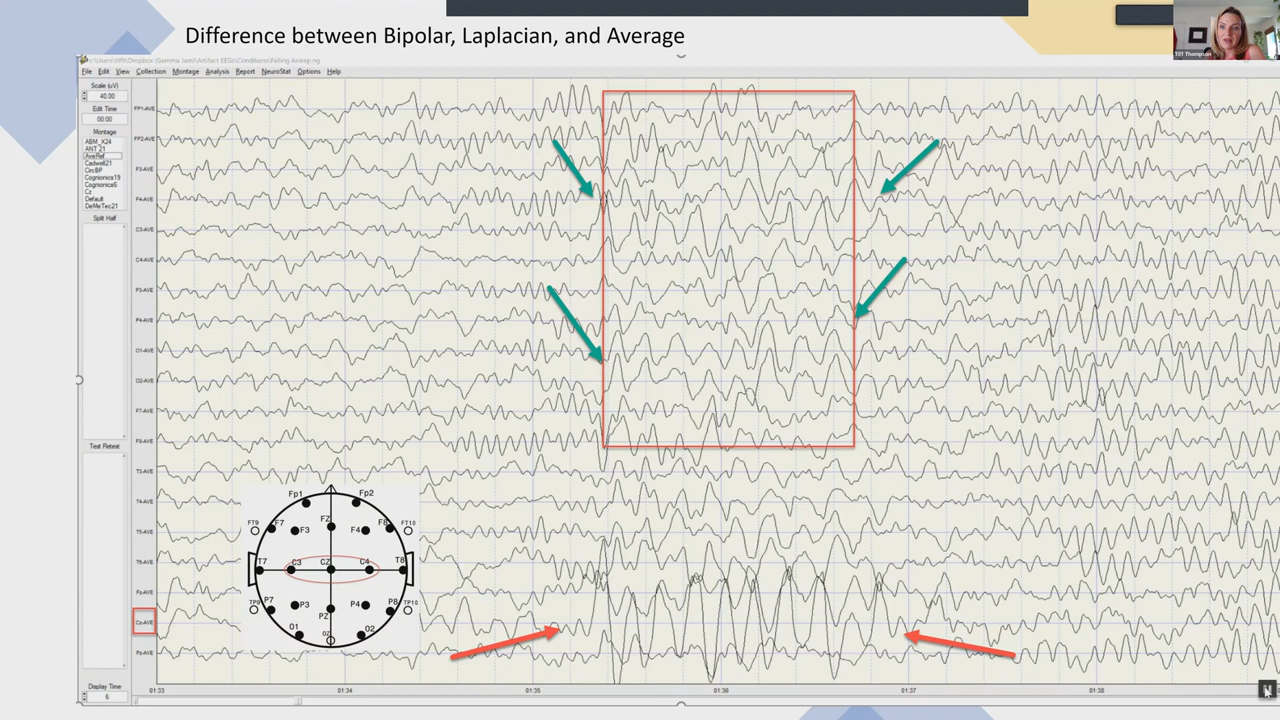 Difference between Bipolar, Laplacian, and Average
Tiff Thompson
File Edit View Collection Montage Analysis Report NeuroStat Options Help
Scale (uV)
40.00
Edit Time
00:00
Montage
ABM_X24
ANT 21
AveRef
Cadwell21
CircBP
Cognionics19
Cognionics6
Cz
Default
DeMeTec21
Split Half
Test Retest
Display Time
6
FP1-AVE
FP2-AVE
F3-AVE
F4-AVE
C3-AVE
C4-AVE
P3-AVE
P4-AVE
O1-AVE
O2-AVE
F7-AVE
F8-AVE
T3-AVE
T4-AVE
T5-AVE
T6-AVE
Fz-AVE
Cz-AVE
Pz-AVE
Fp1 Fp2
FT9 F7 F3 FZ F4 F8 FT10
T7 C3 CZ C4 T8
TP9 P7 P3 PZ P4 P8 TP10
O1 OZ O2
01:33 01:34 01:35 01:36 01:37 01:38